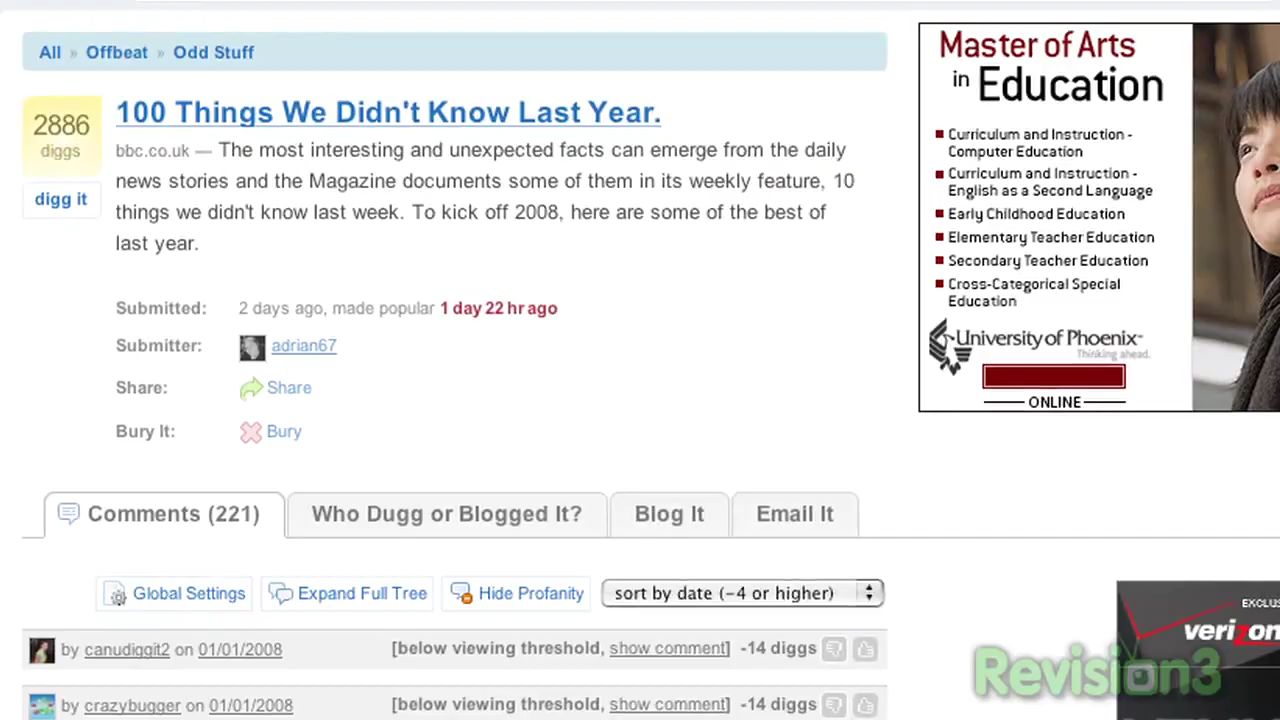 All » Offbeat » Odd Stuff
2886
diggs
digg it
100 Things We Didn't Know Last Year.
bbc.co.uk — The most interesting and unexpected facts can emerge from the daily
news stories and the Magazine documents some of them in its weekly feature, 10
things we didn't know last week. To kick off 2008, here are some of the best of
last year.
Submitted: 2 days ago, made popular 1 day 22 hr ago
Submitter: adrian67
Share: Share
Bury It: Bury
Master of Arts
in Education
Curriculum and Instruction -
Computer Education
Curriculum and Instruction -
English as a Second Language
Early Childhood Education
Elementary Teacher Education
Secondary Teacher Education
Cross-Categorical Special
Education
University of Phoenix
Thinking ahead.
ONLINE
Comments (221)
Who Dugg or Blogged It?
Blog It
Email It
Global Settings
Expand Full Tree
Hide Profanity
sort by date (-4 or higher)
by canudiggit2 on 01/01/2008 [below viewing threshold, show comment] -14 diggs
by crazybugger on 01/01/2008 [below viewing threshold, show comment] -14 diggs
verizon
Revision3